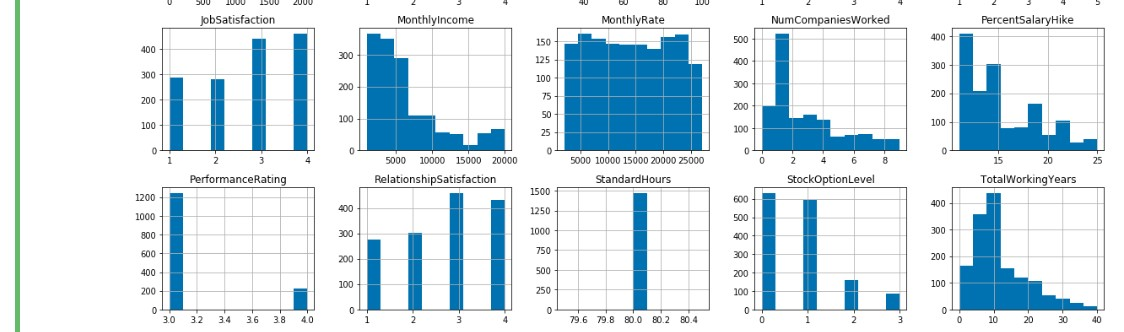 0 500 1000 1500 2000 1 2 3 4 40 60 80 100 1 2 3 4 1 2 3 4 5
JobSatisfaction MonthlyIncome MonthlyRate NumCompaniesWorked PercentSalaryHike
400 300 200 100 0
1 2 3 4
300 200 100 0
5000 10000 15000 20000
150 125 100 75 50 25 0
5000 10000 15000 20000 25000
500 400 300 200 100 0
0 2 4 6 8
400 300 200 100 0
15 20 25
PerformanceRating RelationshipSatisfaction StandardHours StockOptionLevel TotalWorkingYears
1200 1000 800 600 400 200 0
3.0 3.2 3.4 3.6 3.8 4.0
400 300 200 100 0
1 2 3 4
1500 1250 1000 750 500 250 0
79.6 79.8 80.0 80.2 80.4
600 500 400 300 200 100 0
0 1 2 3
400 300 200 100 0
0 10 20 30 40